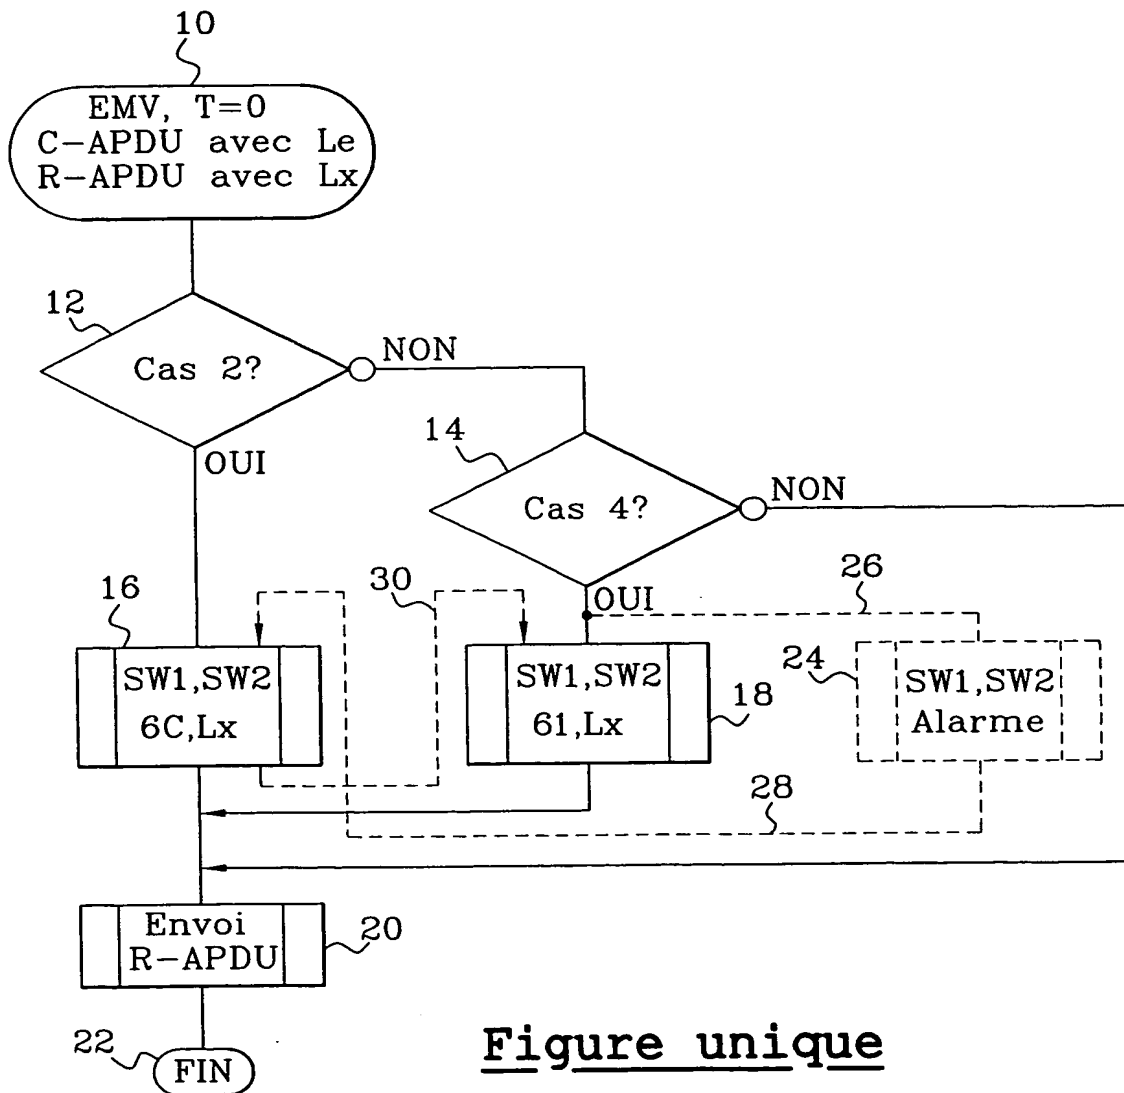 10
EMV, T=0
C-APDU avec Le
R-APDU avec Lx
12
Cas 2?
NON
OUI
14
Cas 4?
NON
OUI
16
SW1,SW2
6C,Lx
30
SW1,SW2
61,Lx
18
26
24
SW1,SW2
Alarme
28
Envoi
R-APDU
20
22
FIN
Figure unique